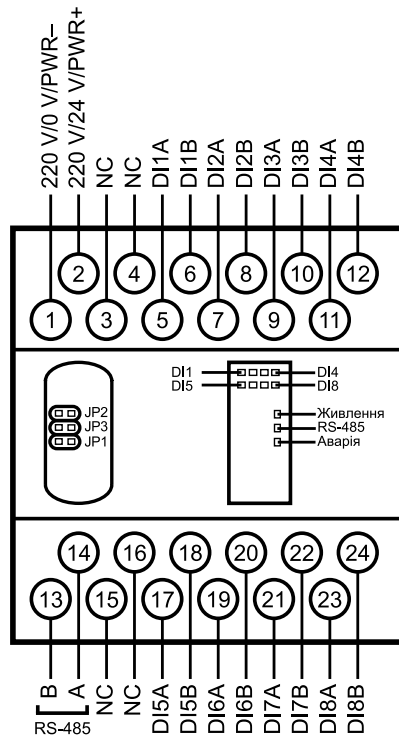 220 V/0 V/PWR–
220 V/24 V/PWR+
NC
NC
DI1A
DI1B
DI2A
DI2B
DI3A
DI3B
DI4A
DI4B
2 4 6 8 10 12
1 3 5 7 9 11
DI1 DI4
DI5 DI8
JP2
JP3
JP1
Живлення
RS-485
Аварія
14 16 18 20 22 24
13 15 17 19 21 23
B
A
NC
NC
DI5A
DI5B
DI6A
DI6B
DI7A
DI7B
DI8A
DI8B
RS-485